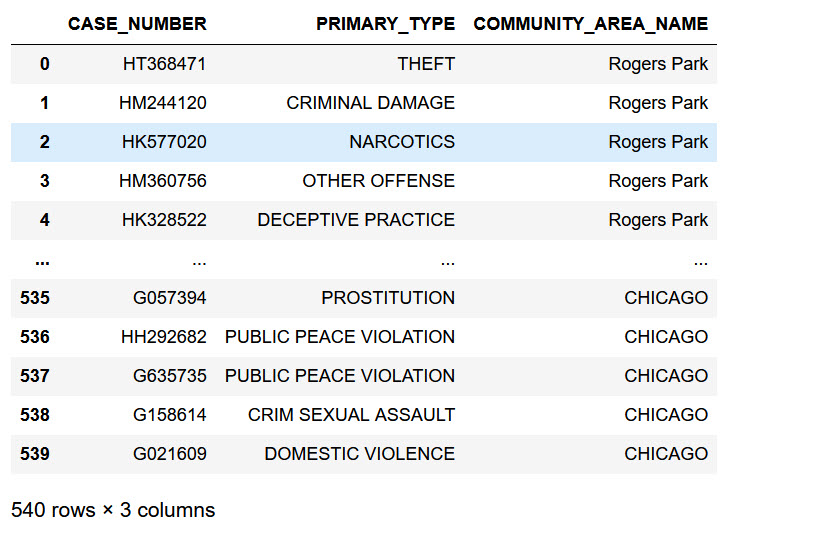 CASE_NUMBER PRIMARY_TYPE COMMUNITY_AREA_NAME
0 HT368471 THEFT Rogers Park
1 HM244120 CRIMINAL DAMAGE Rogers Park
2 HK577020 NARCOTICS Rogers Park
3 HM360756 OTHER OFFENSE Rogers Park
4 HK328522 DECEPTIVE PRACTICE Rogers Park
... ... ... ...
535 G057394 PROSTITUTION CHICAGO
536 HH292682 PUBLIC PEACE VIOLATION CHICAGO
537 G635735 PUBLIC PEACE VIOLATION CHICAGO
538 G158614 CRIM SEXUAL ASSAULT CHICAGO
539 G021609 DOMESTIC VIOLENCE CHICAGO
540 rows × 3 columns